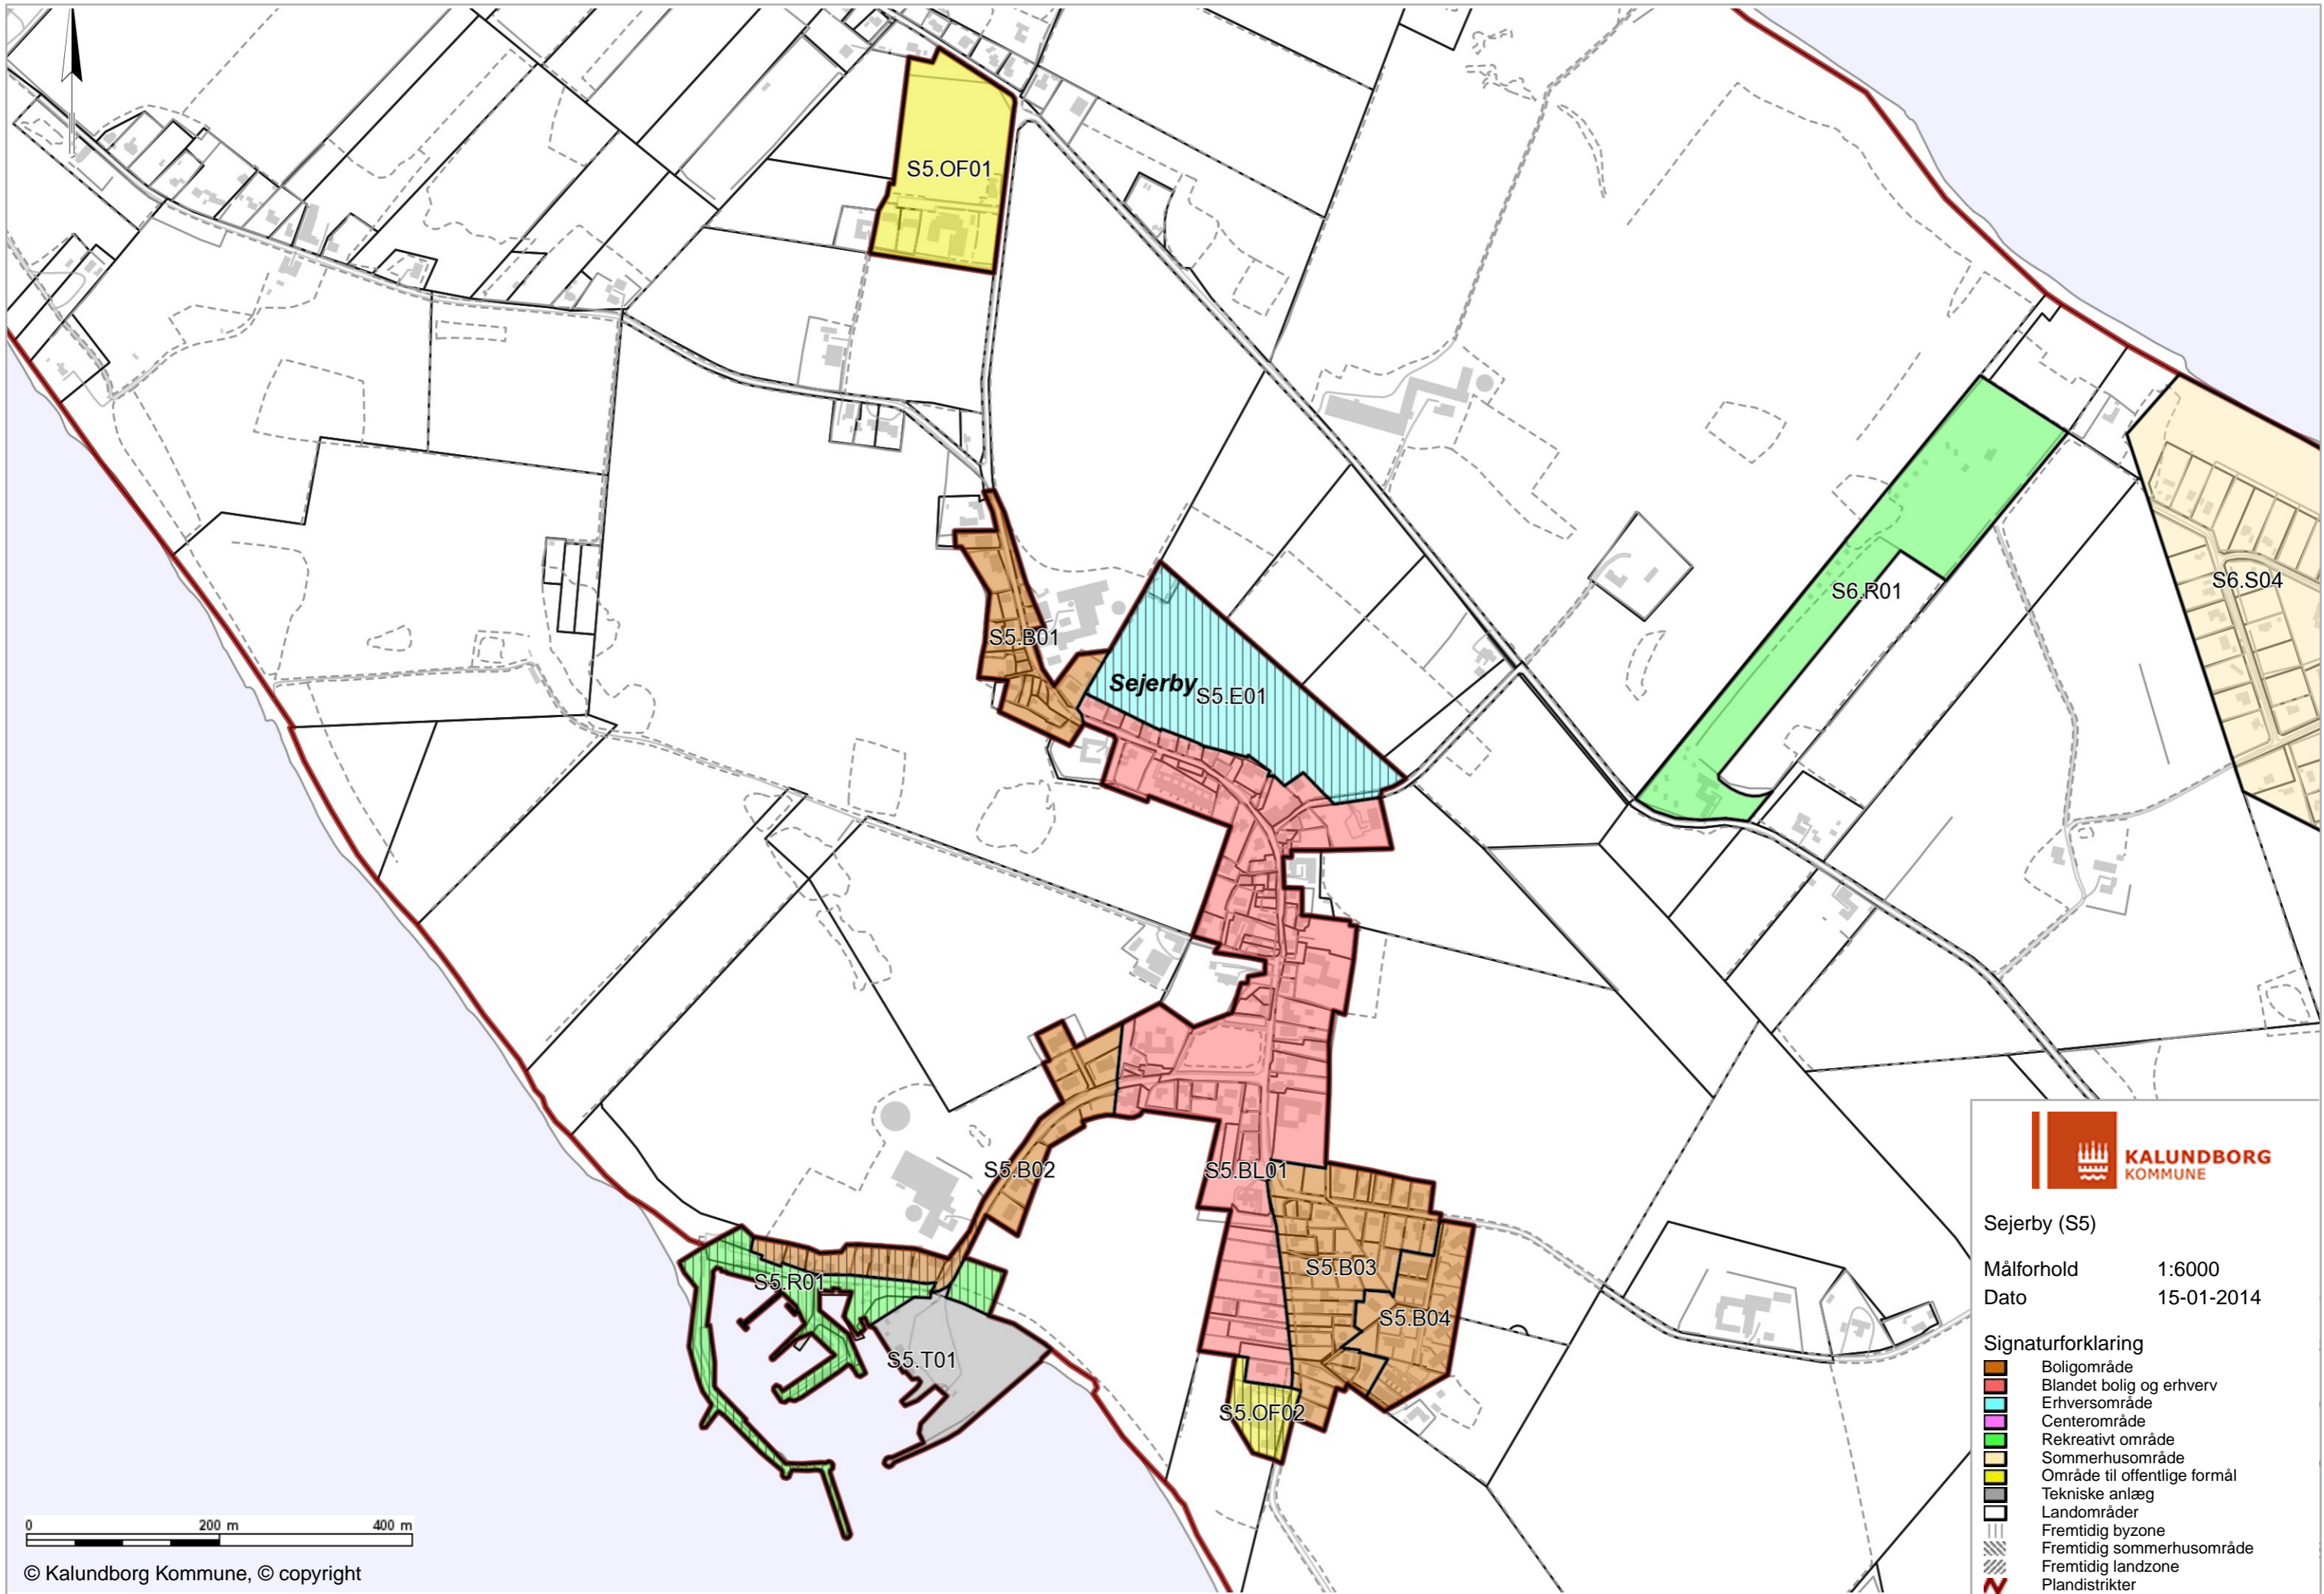 S5.OF01
S6.S04
S6.R01
S5.B01
Sejerby
S5.E01
S5.B02
S5.BL01
S5.B03
S5.R01
S5.B04
S5.T01
S5.OF02
KALUNDBORG
KOMMUNE
Sejerby (S5)
Målforhold 1:6000
Dato 15-01-2014
Signaturforklaring
Boligområde
Blandet bolig og erhverv
Erhversområde
Centerområde
Rekreativt område
Sommerhusområde
Område til offentlige formål
Tekniske anlæg
Landområder
Fremtidig byzone
Fremtidig sommerhusområde
Fremtidig landzone
Plandistrikter
0 200 m 400 m
© Kalundborg Kommune, © copyright